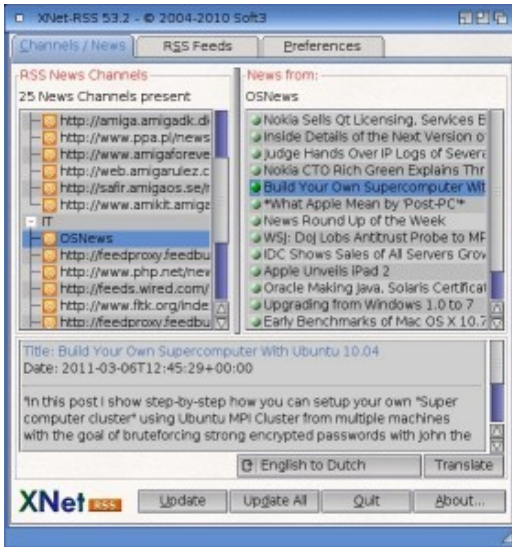 XNet-RSS 53.2 - © 2004-2010 Soft3
Channels / News
RSS Feeds
Preferences
RSS News Channels
25 News Channels present
http://amiga.amigadk.d
http://www.ppa.pl/news
http://www.amigaforeve
http://web.amigarulez.c
http://safir.amigaos.se/r
http://www.amikit.amiga
IT
OSNews
http://feedproxy.feedbu
http://www.php.net/nev
http://feeds.wired.com/
http://www.ftk.org/inde
http://feedproxy.feedbu
News from:
OSNews
Nokia Sells Qt Licensing, Services B
Inside Details of the Next Version o
Judge Hands Over IP Logs of Severa
Nokia CTO Rich Green Explains Thr
Build Your Own Supercomputer Wit
"What Apple Mean by 'Post-PC'"
News Round Up of the Week
WSJ: DoJ Lobs Antitrust Probe to MP
IDC Shows Sales of All Servers Grov
Apple Unveils iPad 2
Oracle Making Java, Solaris Certificat
Upgrading from Windows 1.0 to 7
Early Benchmarks of Mac OS X 10.7
Title: Build Your Own Supercomputer With Ubuntu 10.04
Date: 2011-03-06T12:45:29+00:00
"In this post I show step-by-step how you can setup your own "Super
computer cluster" using Ubuntu MPI Cluster from multiple machines
with the goal of bruteforcing strong encrypted passwords with john the
English to Dutch
Translate
XNet RSS
Update
Update All
Quit
About...